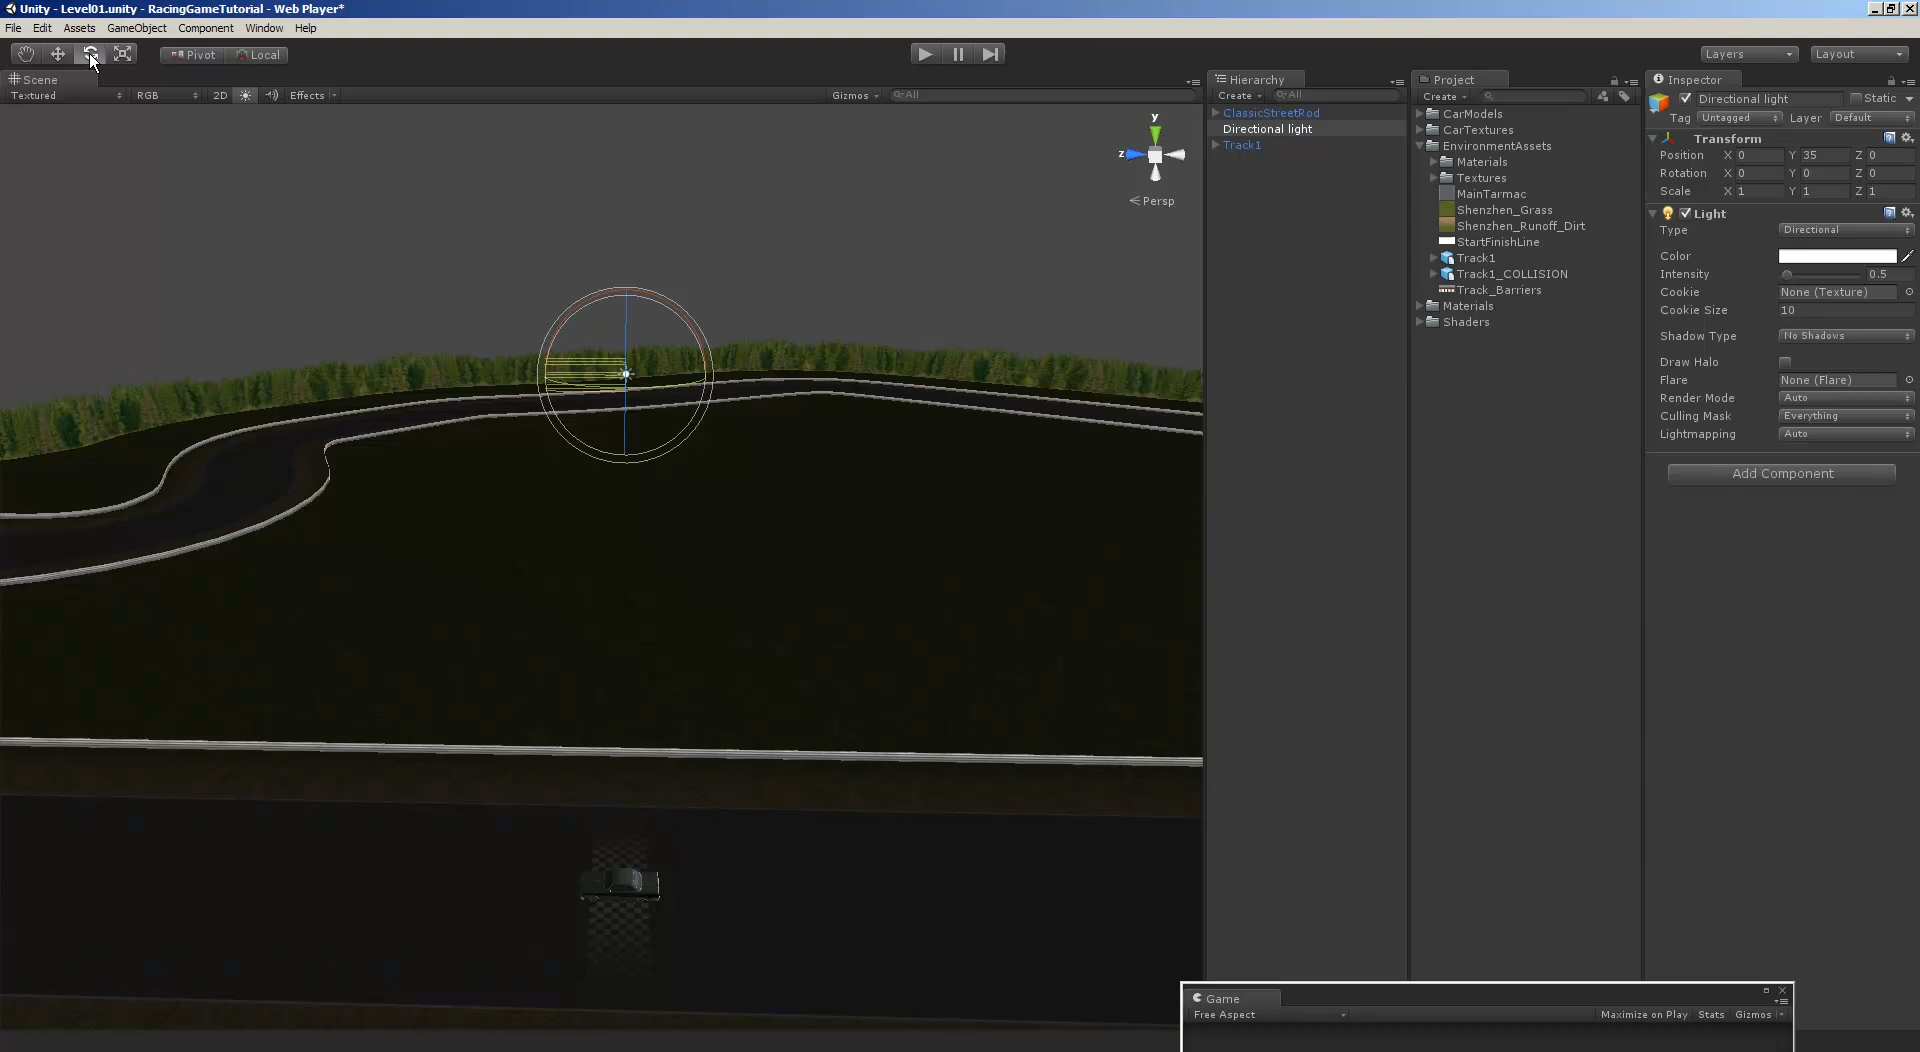 Unity - Level01.unity - RacingGameTutorial - Web Player*
File Edit Assets GameObject Component Window Help
Pivot Local Layers Layout
Scene
Textured RGB 2D Effects Gizmos All
y
z
Persp
Hierarchy
Create All
ClassicStreetRod
Directional light
Track1
Project
Create
CarModels
CarTextures
EnvironmentAssets
Materials
Textures
MainTarmac
Shenzhen_Grass
Shenzhen_Runoff_Dirt
StartFinishLine
Track1
Track1_COLLISION
Track_Barriers
Materials
Shaders
Inspector
Directional light Static
Tag Untagged Layer Default
Transform
Position X 0 Y 35 Z 0
Rotation X 0 Y 0 Z 0
Scale X 1 Y 1 Z 1
Light
Type Directional
Color
Intensity 0.5
Cookie None (Texture)
Cookie Size 10
Shadow Type No Shadows
Draw Halo
Flare None (Flare)
Render Mode Auto
Culling Mask Everything
Lightmapping Auto
Add Component
Game
Free Aspect Maximize on Play Stats Gizmos